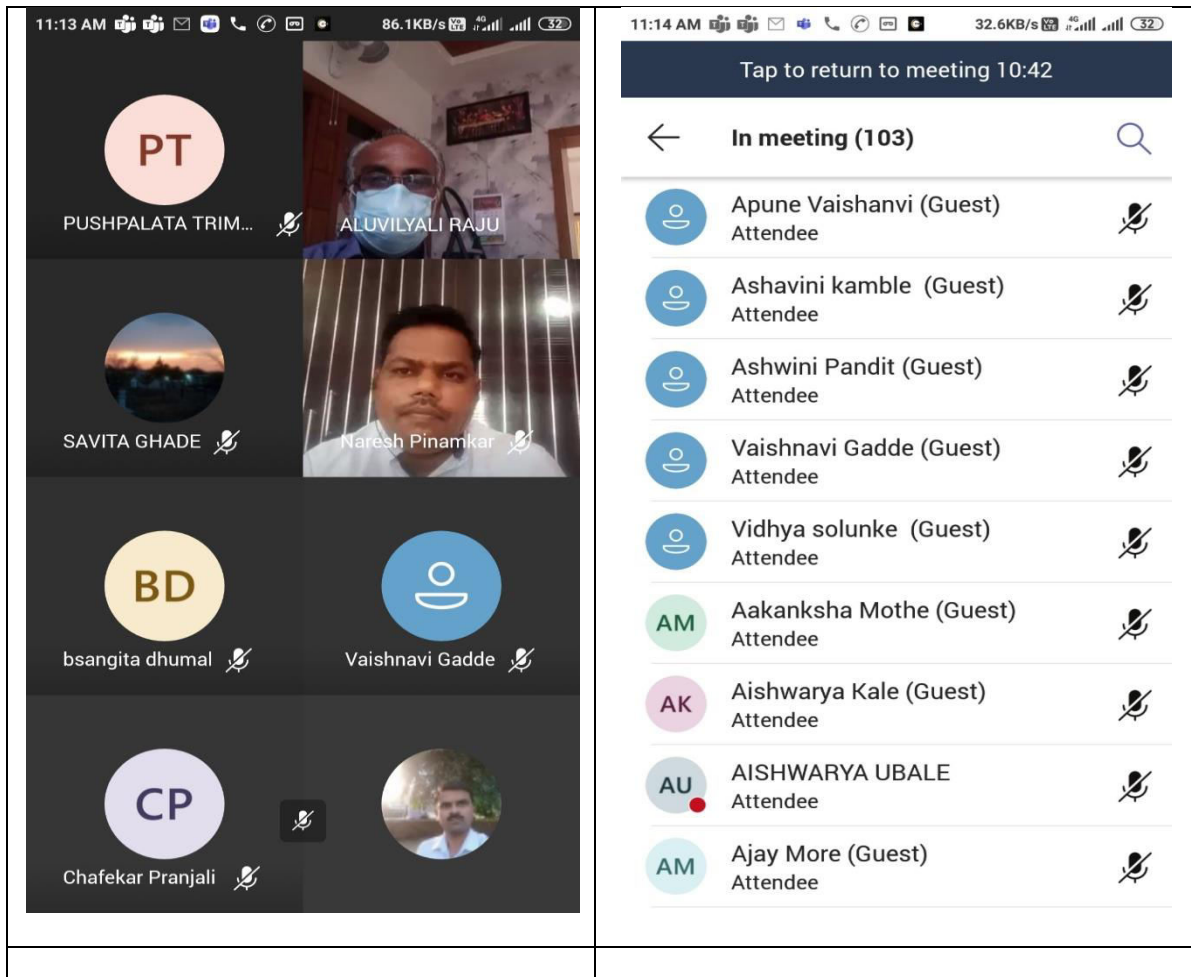 11:13 AM
86.1KB/s
4G
32
PT
PUSHPALATA TRIM...
ALUVILYALI RAJU
SAVITA GHADE
Naresh Pinamkar
BD
bsangita dhumal
Vaishnavi Gadde
CP
Chafekar Pranjali
11:14 AM
32.6KB/s
4G
32
Tap to return to meeting 10:42
In meeting (103)
Apune Vaishanvi (Guest)
Attendee
Ashavini kamble (Guest)
Attendee
Ashwini Pandit (Guest)
Attendee
Vaishnavi Gadde (Guest)
Attendee
Vidhya solunke (Guest)
Attendee
AM
Aakanksha Mothe (Guest)
Attendee
AK
Aishwarya Kale (Guest)
Attendee
AU
AISHWARYA UBALE
Attendee
AM
Ajay More (Guest)
Attendee